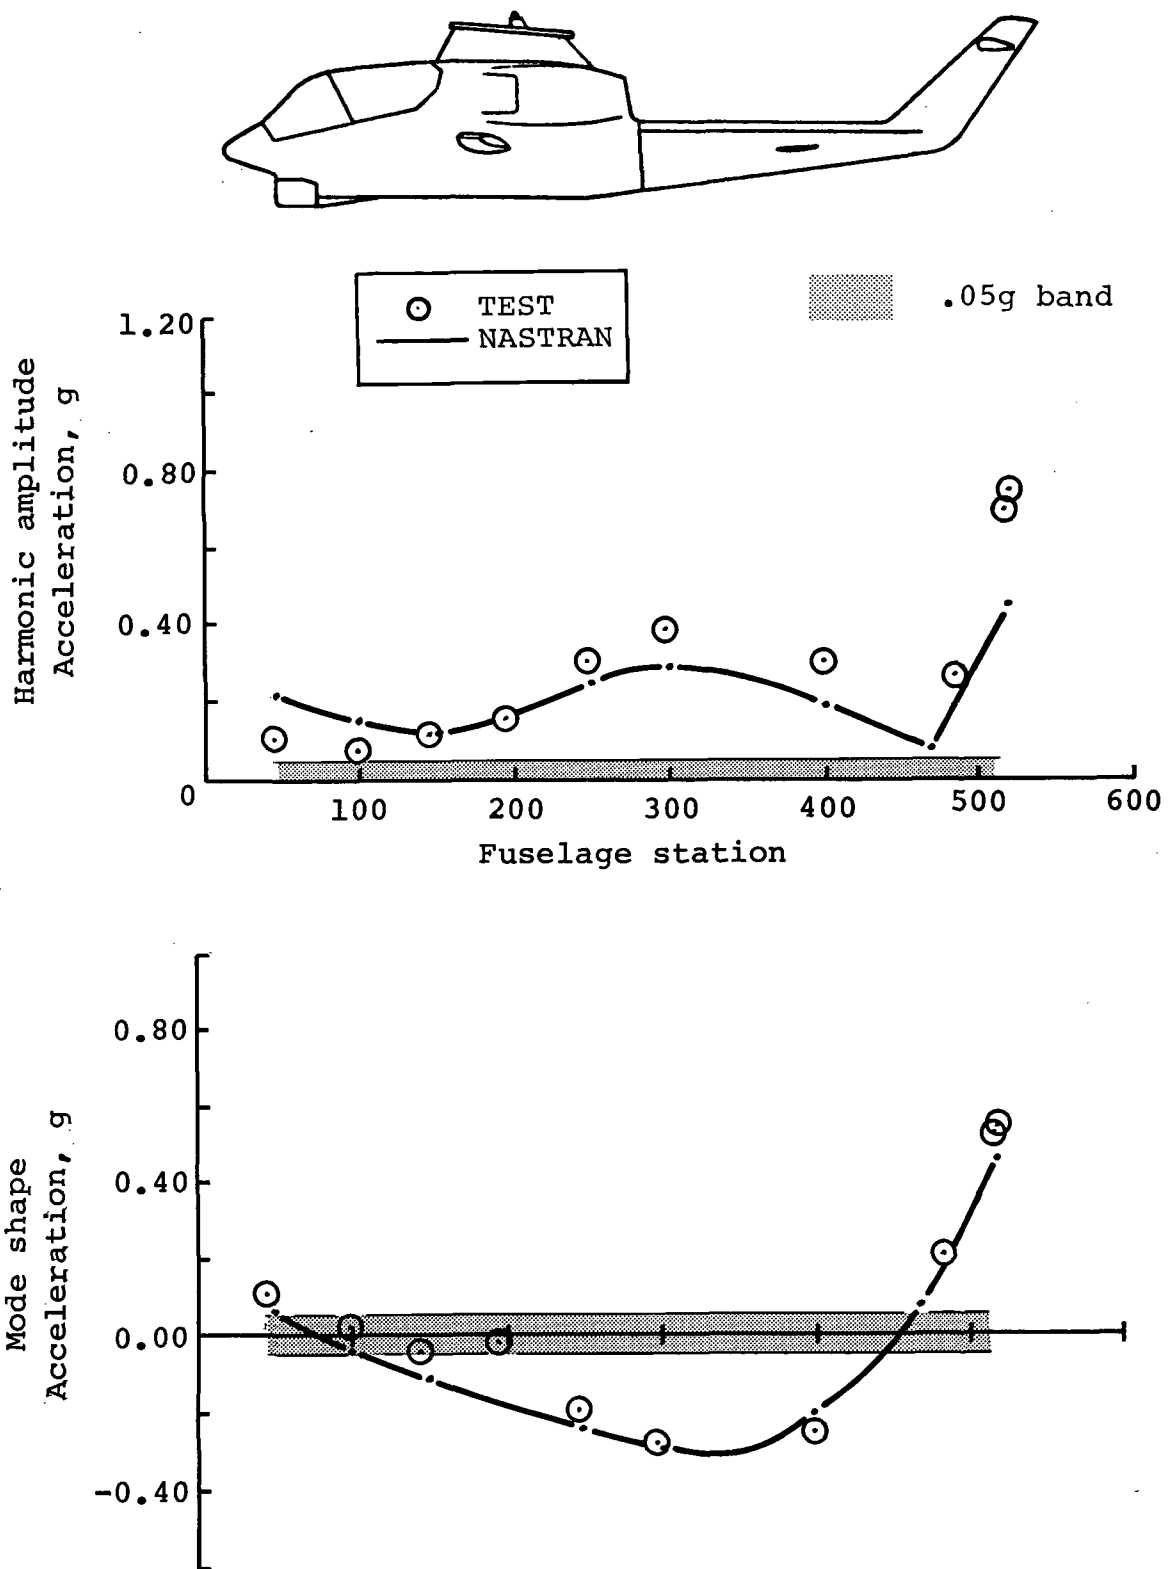 TEST
NASTRAN
.05g band
Harmonic amplitude
Acceleration, g
1.20
0.80
0.40
0
100
200
300
400
500
600
Fuselage station
Mode shape
Acceleration, g
0.80
0.40
0.00
-0.40